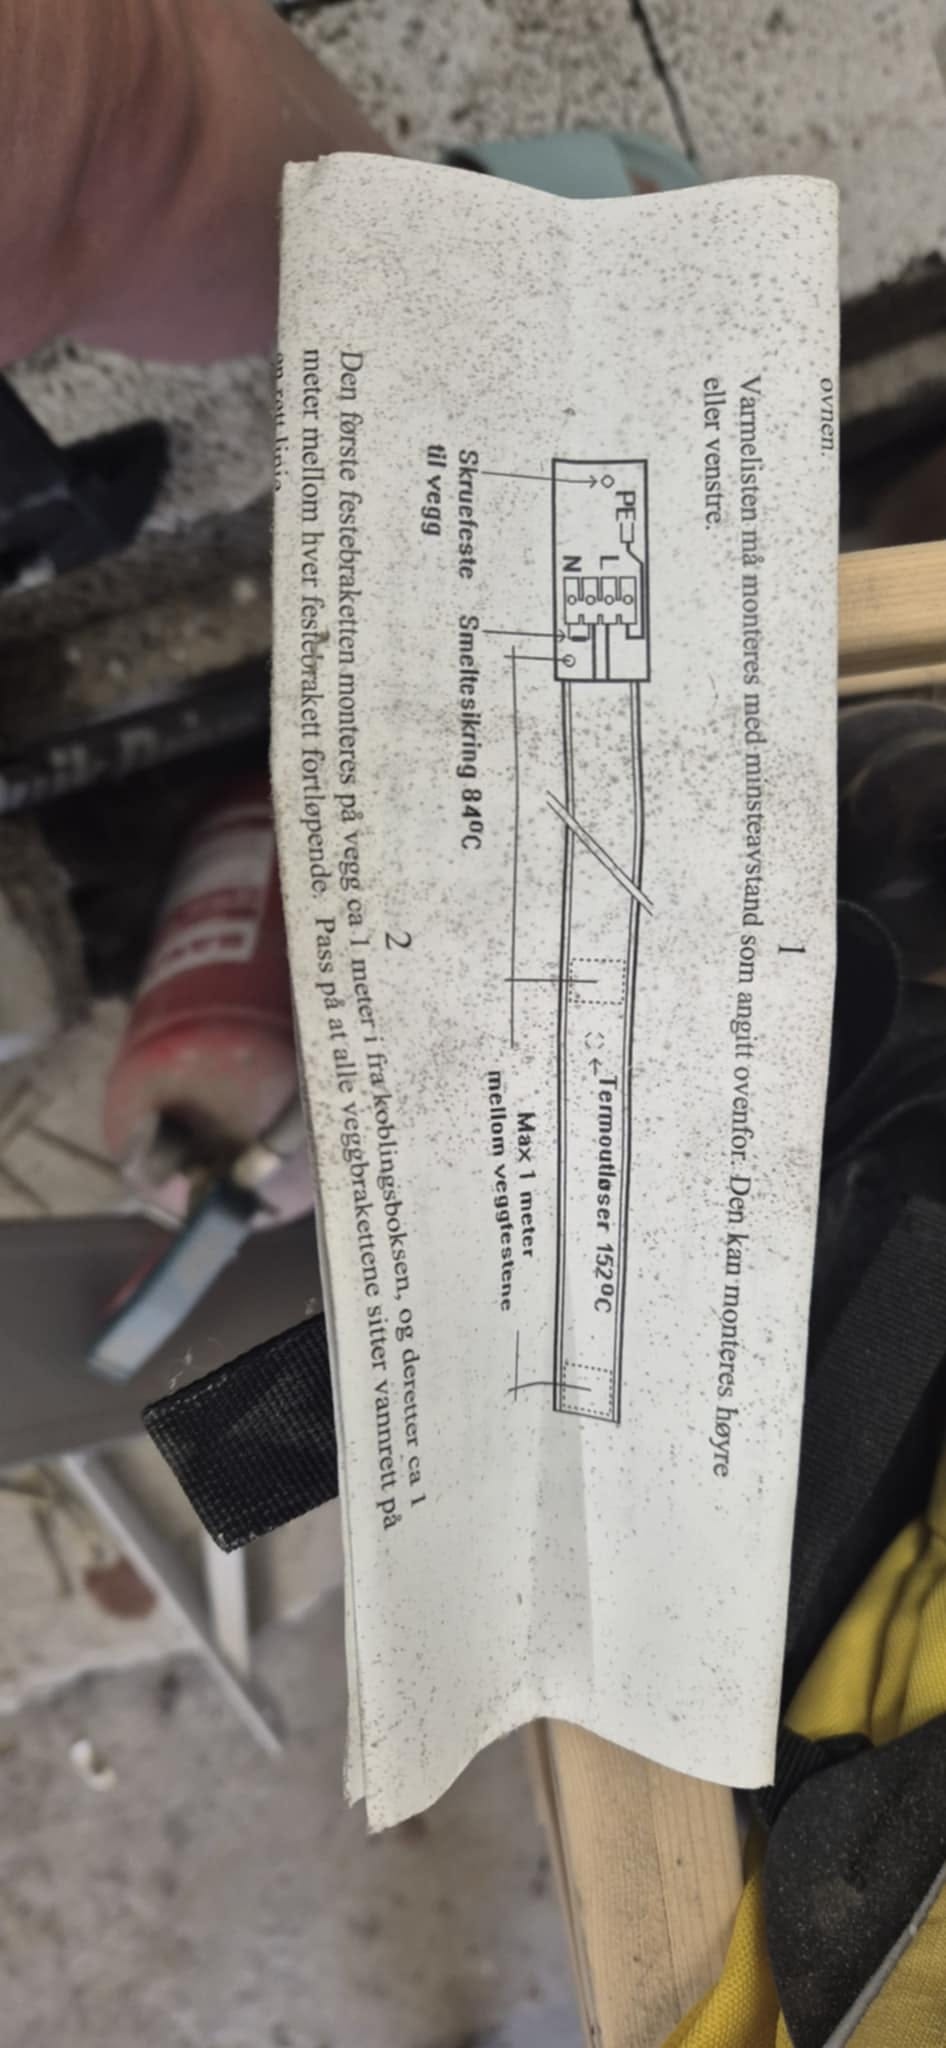 ovnen.
Varmelisten må monteres med minsteavstand som angitt ovenfor. Den kan monteres høyre
eller venstre.
1
PE
L
N
Termoutløser 152ºC
Skruefeste
til vegg
Smeltesikring 84ºC
Max 1 meter
mellom veggfestene
2
Den første festebraketten monteres på vegg ca 1 meter i fra koblingsboksen, og deretter ca 1
meter mellom hver festebrakett fortløpende. Pass på at alle veggbrakettene sitter vannrett på
en rett linje